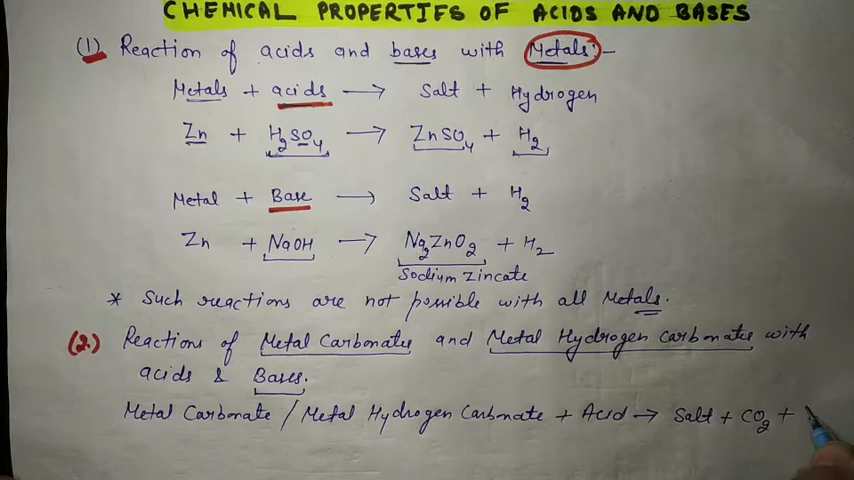 CHEMICAL PROPERTIES OF ACIDS AND BASES
(1) Reaction of acids and bases with Metals:-
Metals + acids → Salt + Hydrogen
Zn + H₂SO₄ → ZnSO₄ + H₂
Metal + Base → Salt + H₂
Zn + NaOH → Na₂ZnO₂ + H₂
Sodium Zincate
* Such reactions are not possible with all Metals.
(2.) Reactions of Metal Carbonates and Metal Hydrogen Carbonates with
acids & Bases.
Metal Carbonate / Metal Hydrogen Carbonate + Acid → Salt + CO₂ +